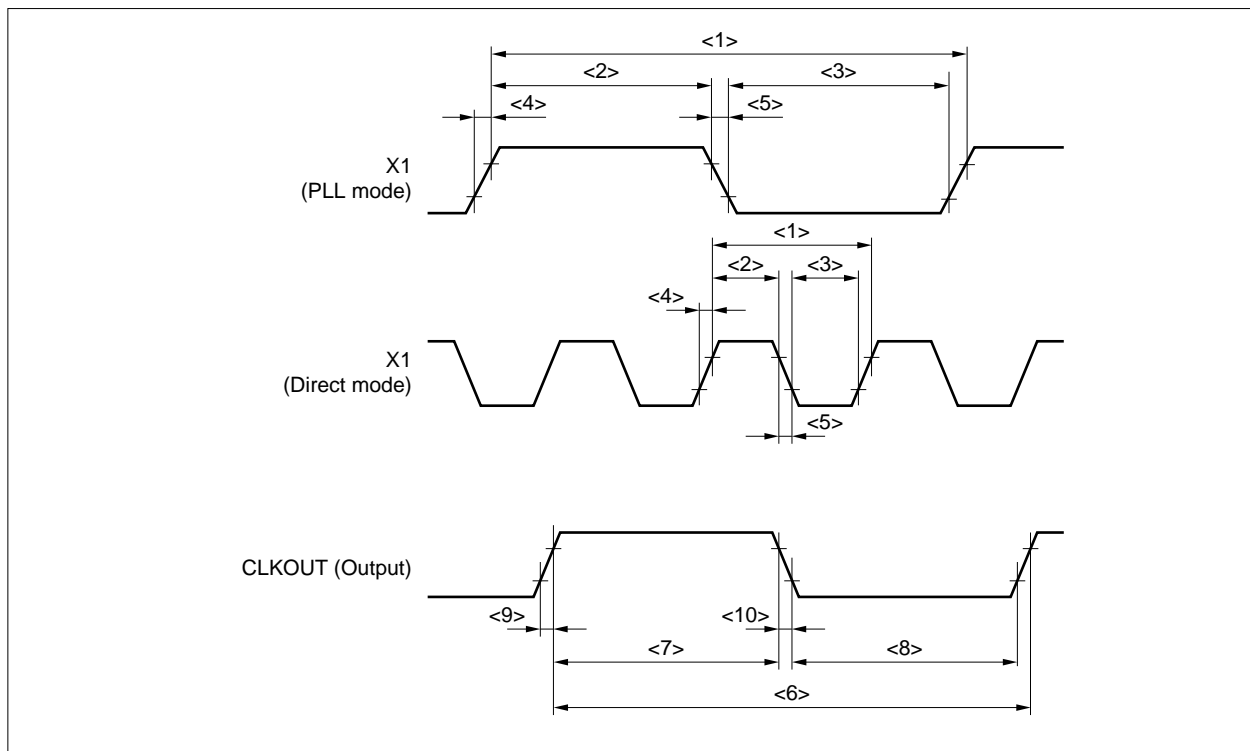 <1>
<2> <3>
<4> <5>
X1
(PLL mode)
<1>
<2> <3>
<4>
X1
(Direct mode)
<5>
CLKOUT (Output)
<9> <10>
<7> <8>
<6>